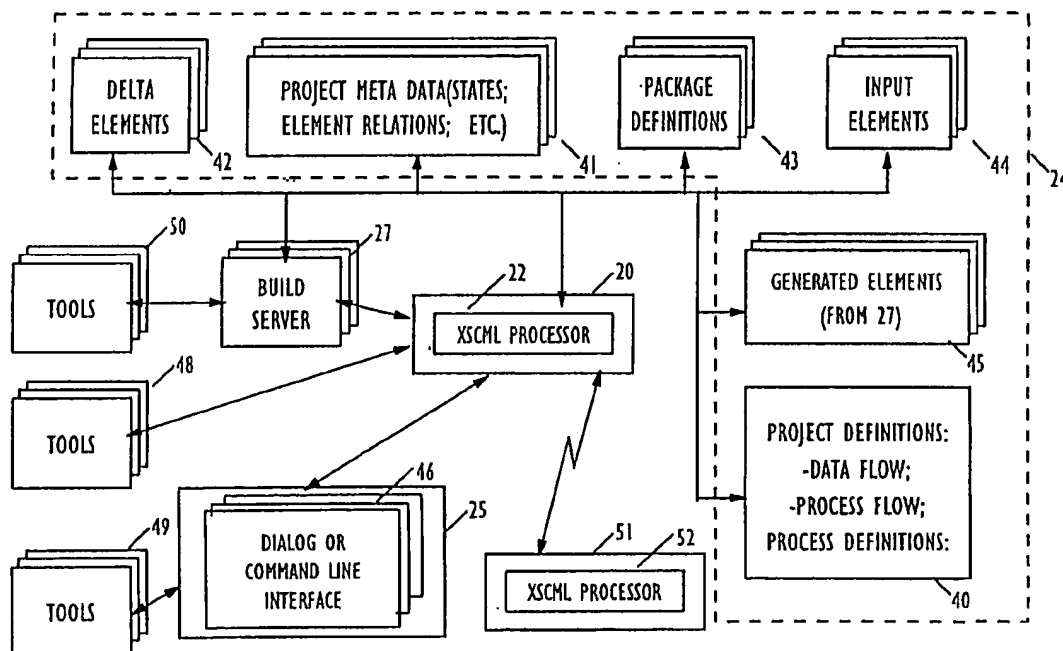 DELTA
ELEMENTS
42
PROJECT META DATA(STATES;
ELEMENT RELATIONS; ETC.)
41
PACKAGE
DEFINITIONS
43
INPUT
ELEMENTS
44
24
50
TOOLS
27
BUILD
SERVER
22
20
XSCML PROCESSOR
GENERATED ELEMENTS
(FROM 27)
45
48
TOOLS
PROJECT DEFINITIONS:
-DATA FLOW;
-PROCESS FLOW;
PROCESS DEFINITIONS:
40
46
25
DIALOG OR
COMMAND LINE
INTERFACE
49
TOOLS
51
52
XSCML PROCESSOR